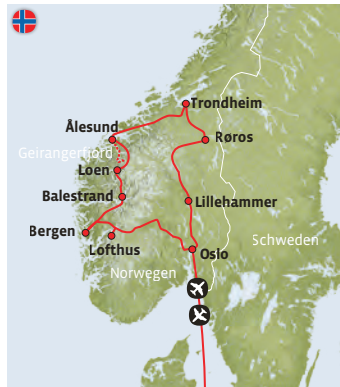 Trondheim
Ålesund
Røros
Geirangerfjord
Loen
Balestrand
Lillehammer
Bergen
Lofthus
Oslo
Schweden
Norwegen